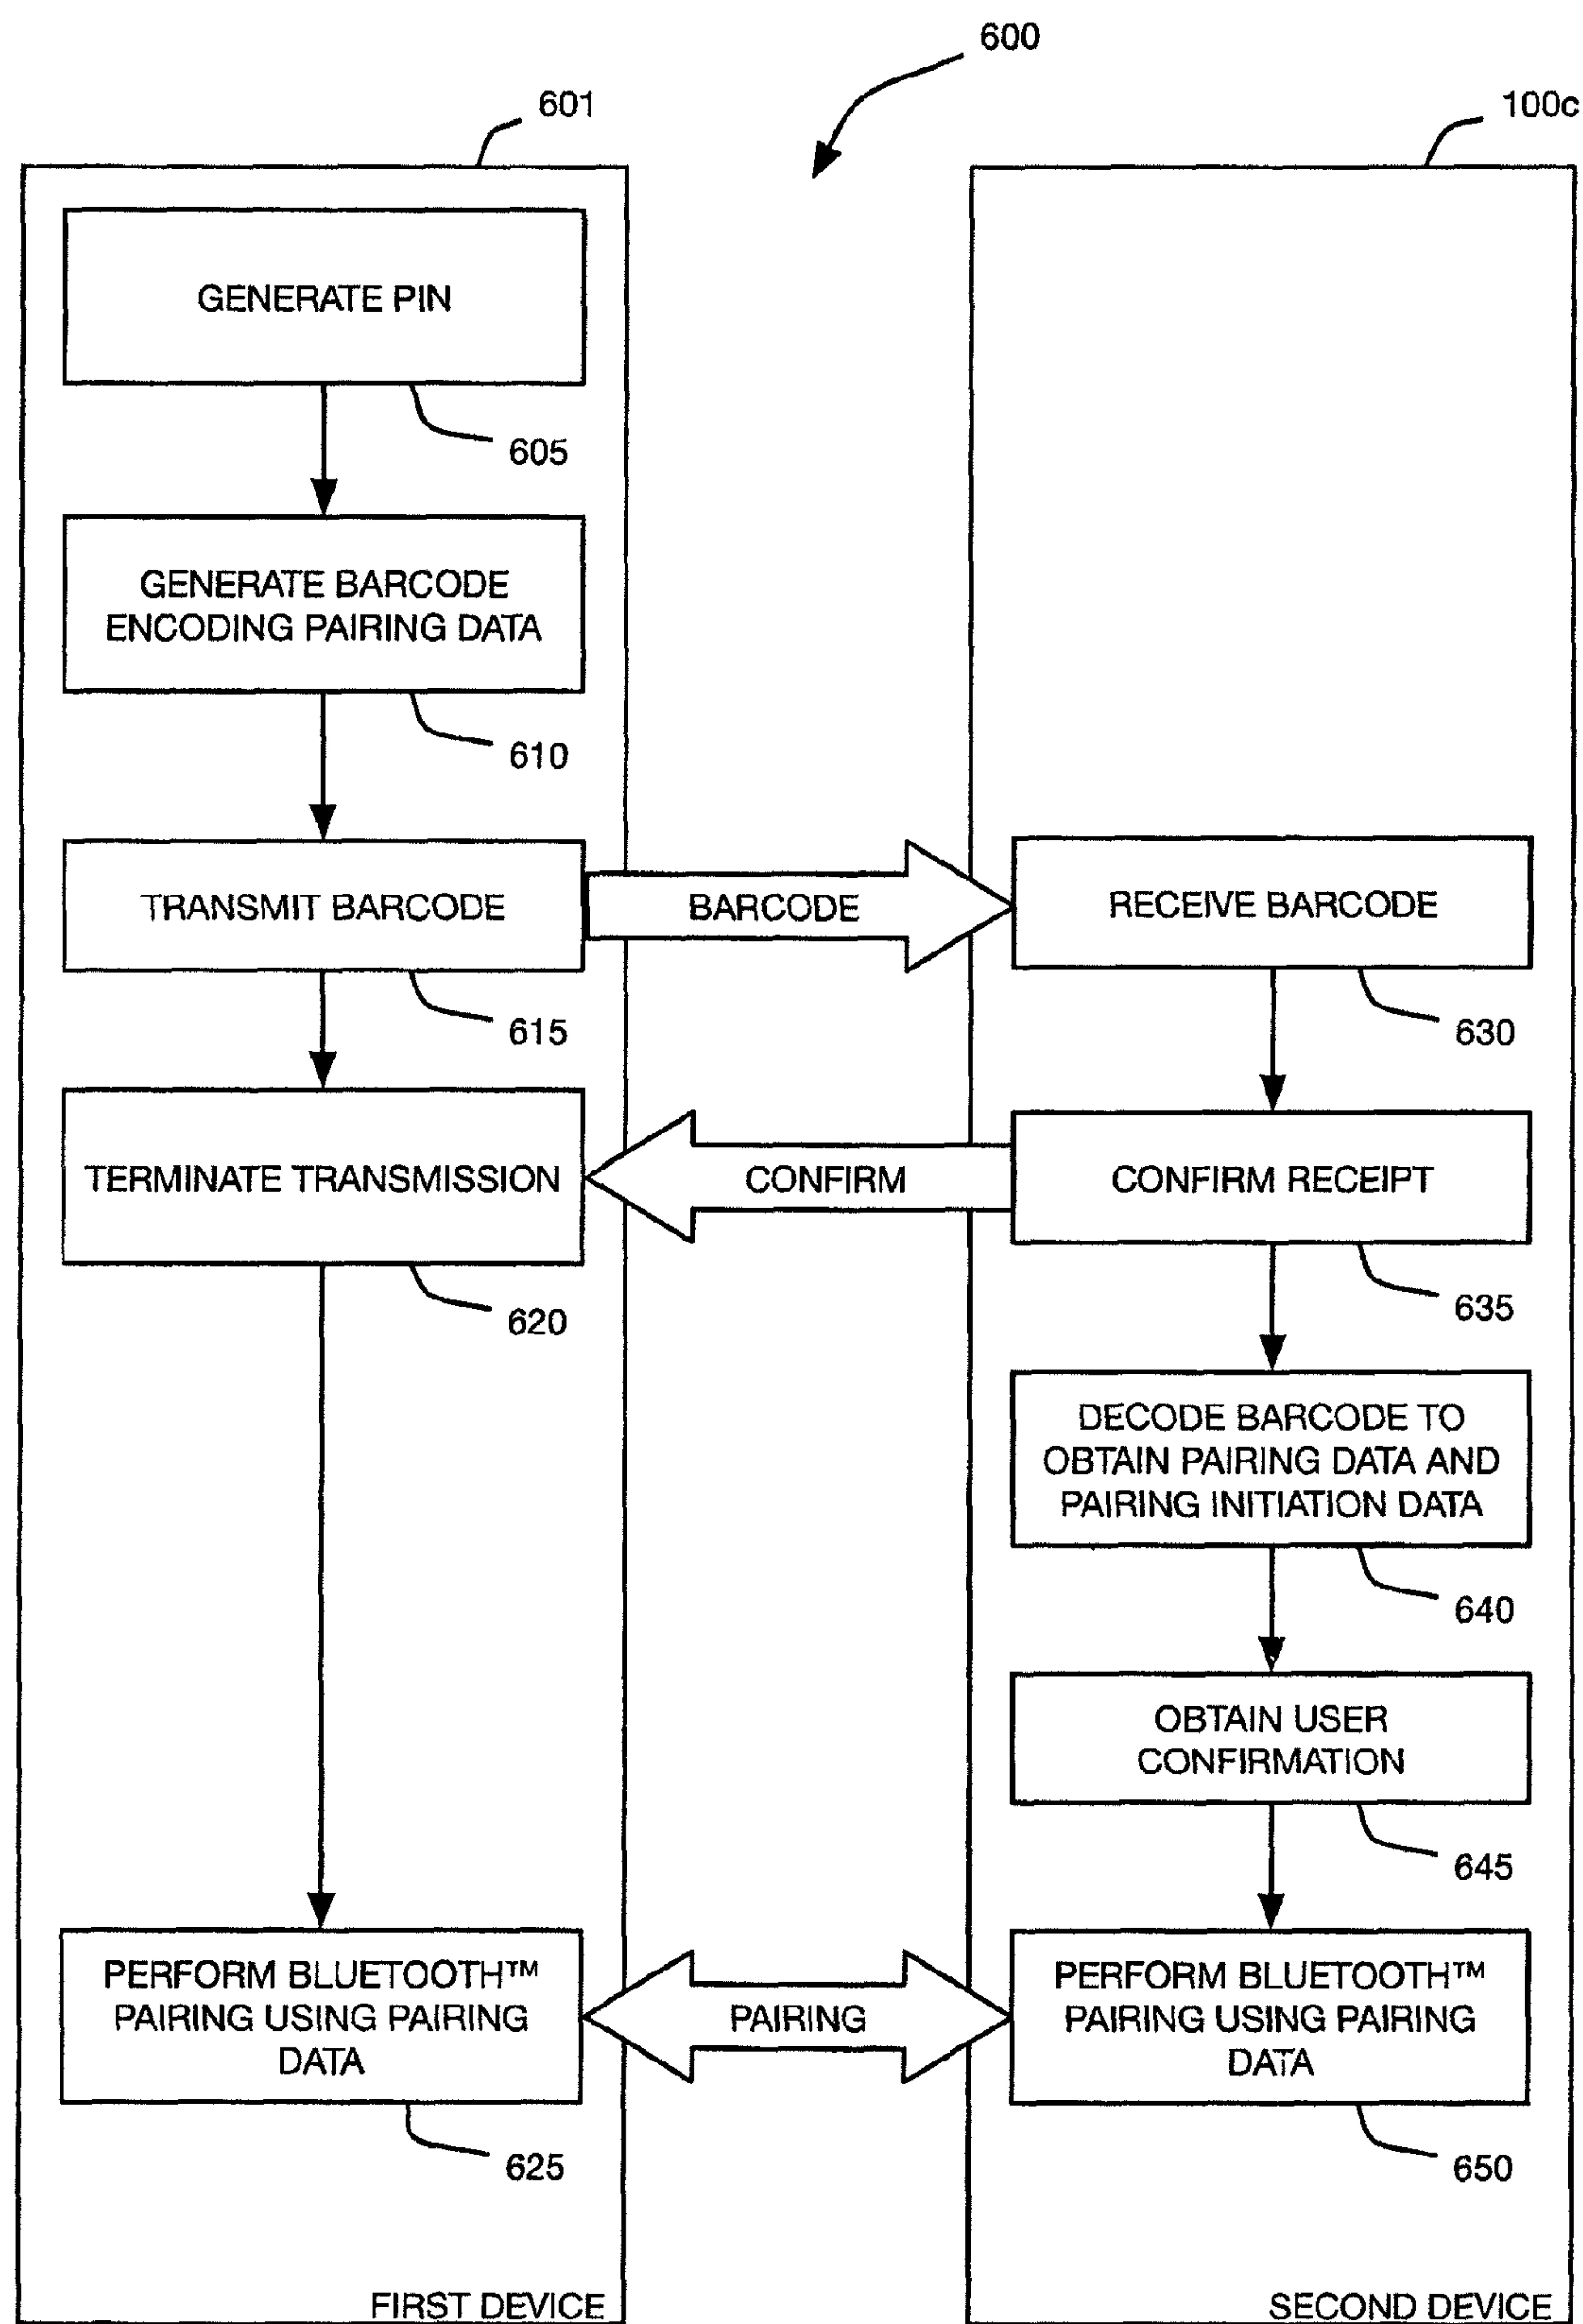 600
601
100c
GENERATE PIN
605
GENERATE BARCODE
ENCODING PAIRING DATA
610
TRANSMIT BARCODE
BARCODE
RECEIVE BARCODE
615
630
TERMINATE TRANSMISSION
CONFIRM
CONFIRM RECEIPT
620
635
DECODE BARCODE TO
OBTAIN PAIRING DATA AND
PAIRING INITIATION DATA
640
OBTAIN USER
CONFIRMATION
645
PERFORM BLUETOOTH™
PAIRING USING PAIRING
DATA
PAIRING
PERFORM BLUETOOTH™
PAIRING USING PAIRING
DATA
625
650
FIRST DEVICE
SECOND DEVICE